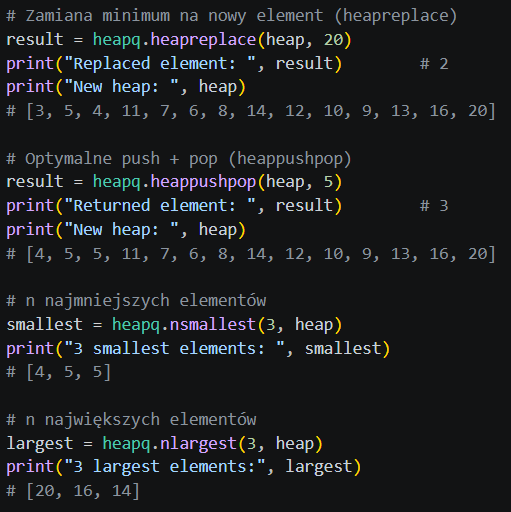 # Zamiana minimum na nowy element (heapreplace)
result = heapq.heapreplace(heap, 20)
print("Replaced element: ", result)        # 2
print("New heap: ", heap)
# [3, 5, 4, 11, 7, 6, 8, 14, 12, 10, 9, 13, 16, 20]

# Optymalne push + pop (heappushpop)
result = heapq.heappushpop(heap, 5)
print("Returned element: ", result)        # 3
print("New heap: ", heap)
# [4, 5, 5, 11, 7, 6, 8, 14, 12, 10, 9, 13, 16, 20]

# n najmniejszych elementów
smallest = heapq.nsmallest(3, heap)
print("3 smallest elements: ", smallest)
# [4, 5, 5]

# n największych elementów
largest = heapq.nlargest(3, heap)
print("3 largest elements:", largest)
# [20, 16, 14]